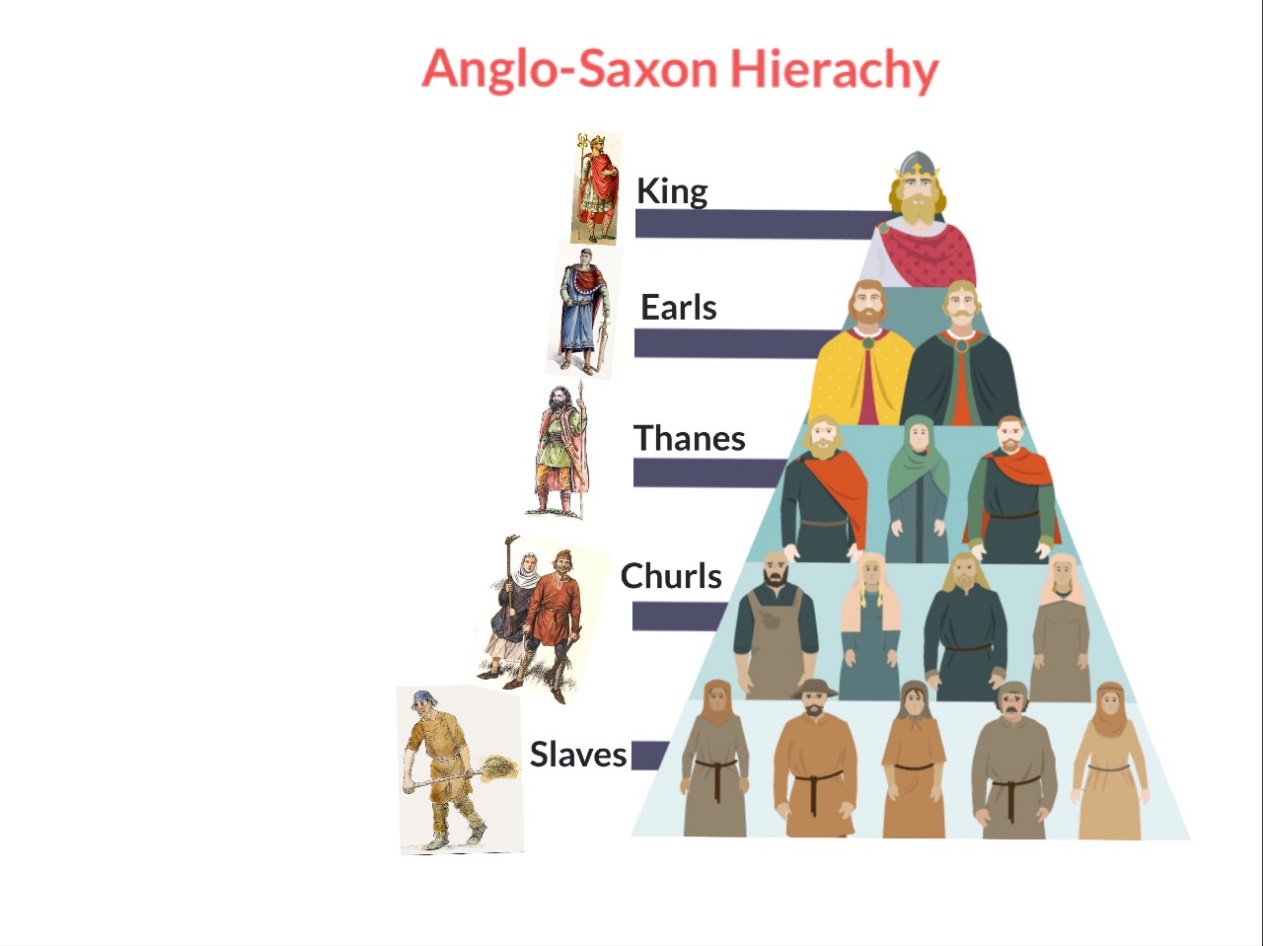 Anglo-Saxon Hierachy
King
Earls
Thanes
Churls
Slaves